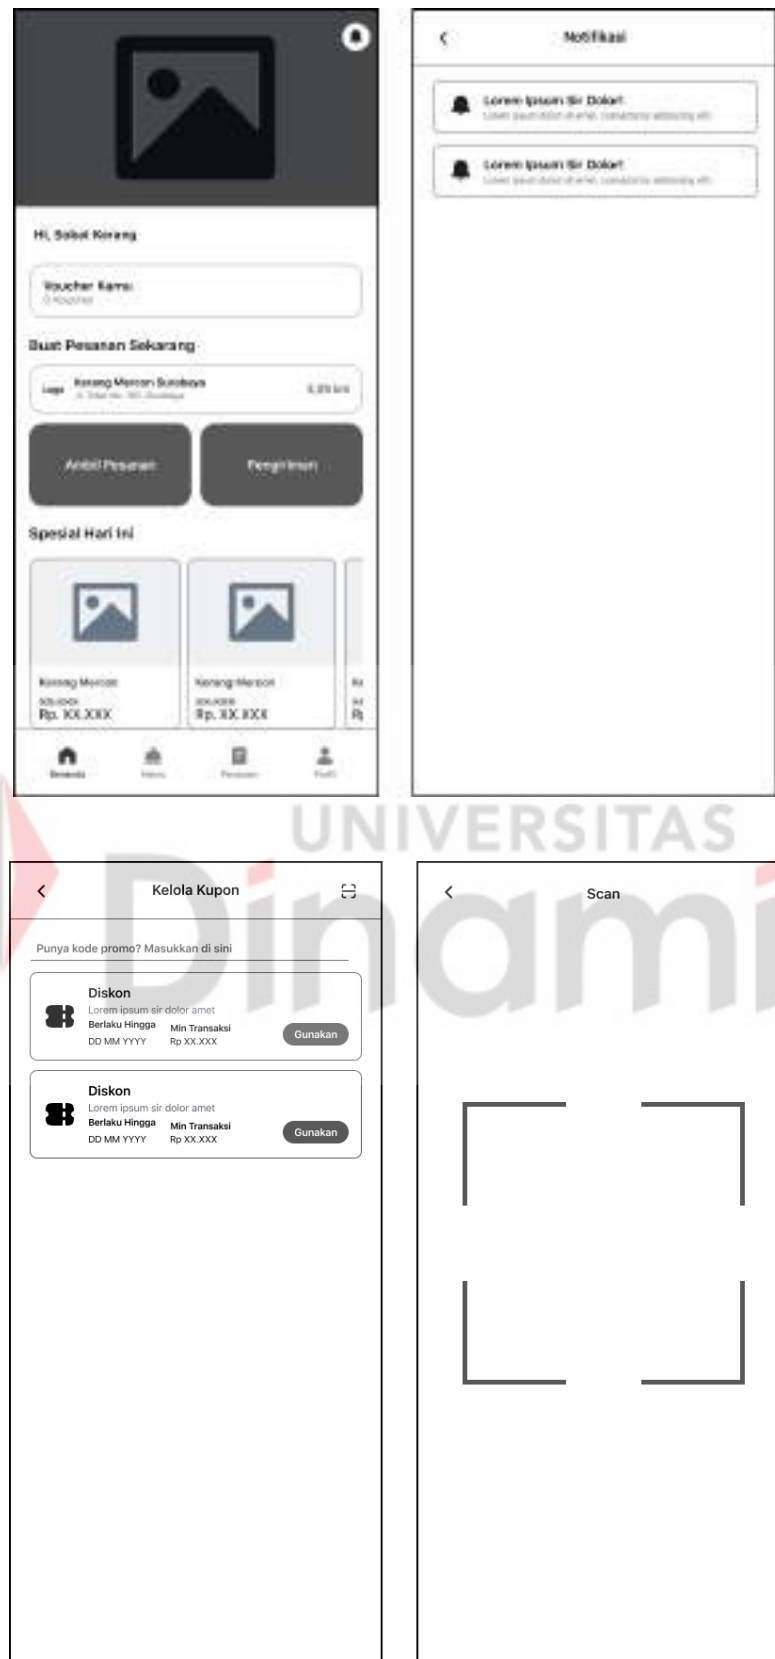 Hi, Sobat Kerang
Voucher Kamu
0 Voucher
Buat Pesanan Sekarang
Logo
Kerang Mercon Surabaya
Ambil Pesanan
Pengiriman
Spesial Hari Ini
Kerang Mercon
Rp. XX.XXX
Kerang Mercon
Rp. XX.XXX
Beranda
Menu
Pesanan
Profil
Notifikasi
Lorem Ipsum Sir Dolor!
Lorem Ipsum Sir Dolor!
UNIVERSITAS
Dinami
Kelola Kupon
Punya kode promo? Masukkan di sini
Diskon
Lorem ipsum sir dolor amet
Berlaku Hingga
Min Transaksi
DD MM YYYY
Rp XX.XXX
Gunakan
Diskon
Lorem ipsum sir dolor amet
Berlaku Hingga
Min Transaksi
DD MM YYYY
Rp XX.XXX
Gunakan
Scan